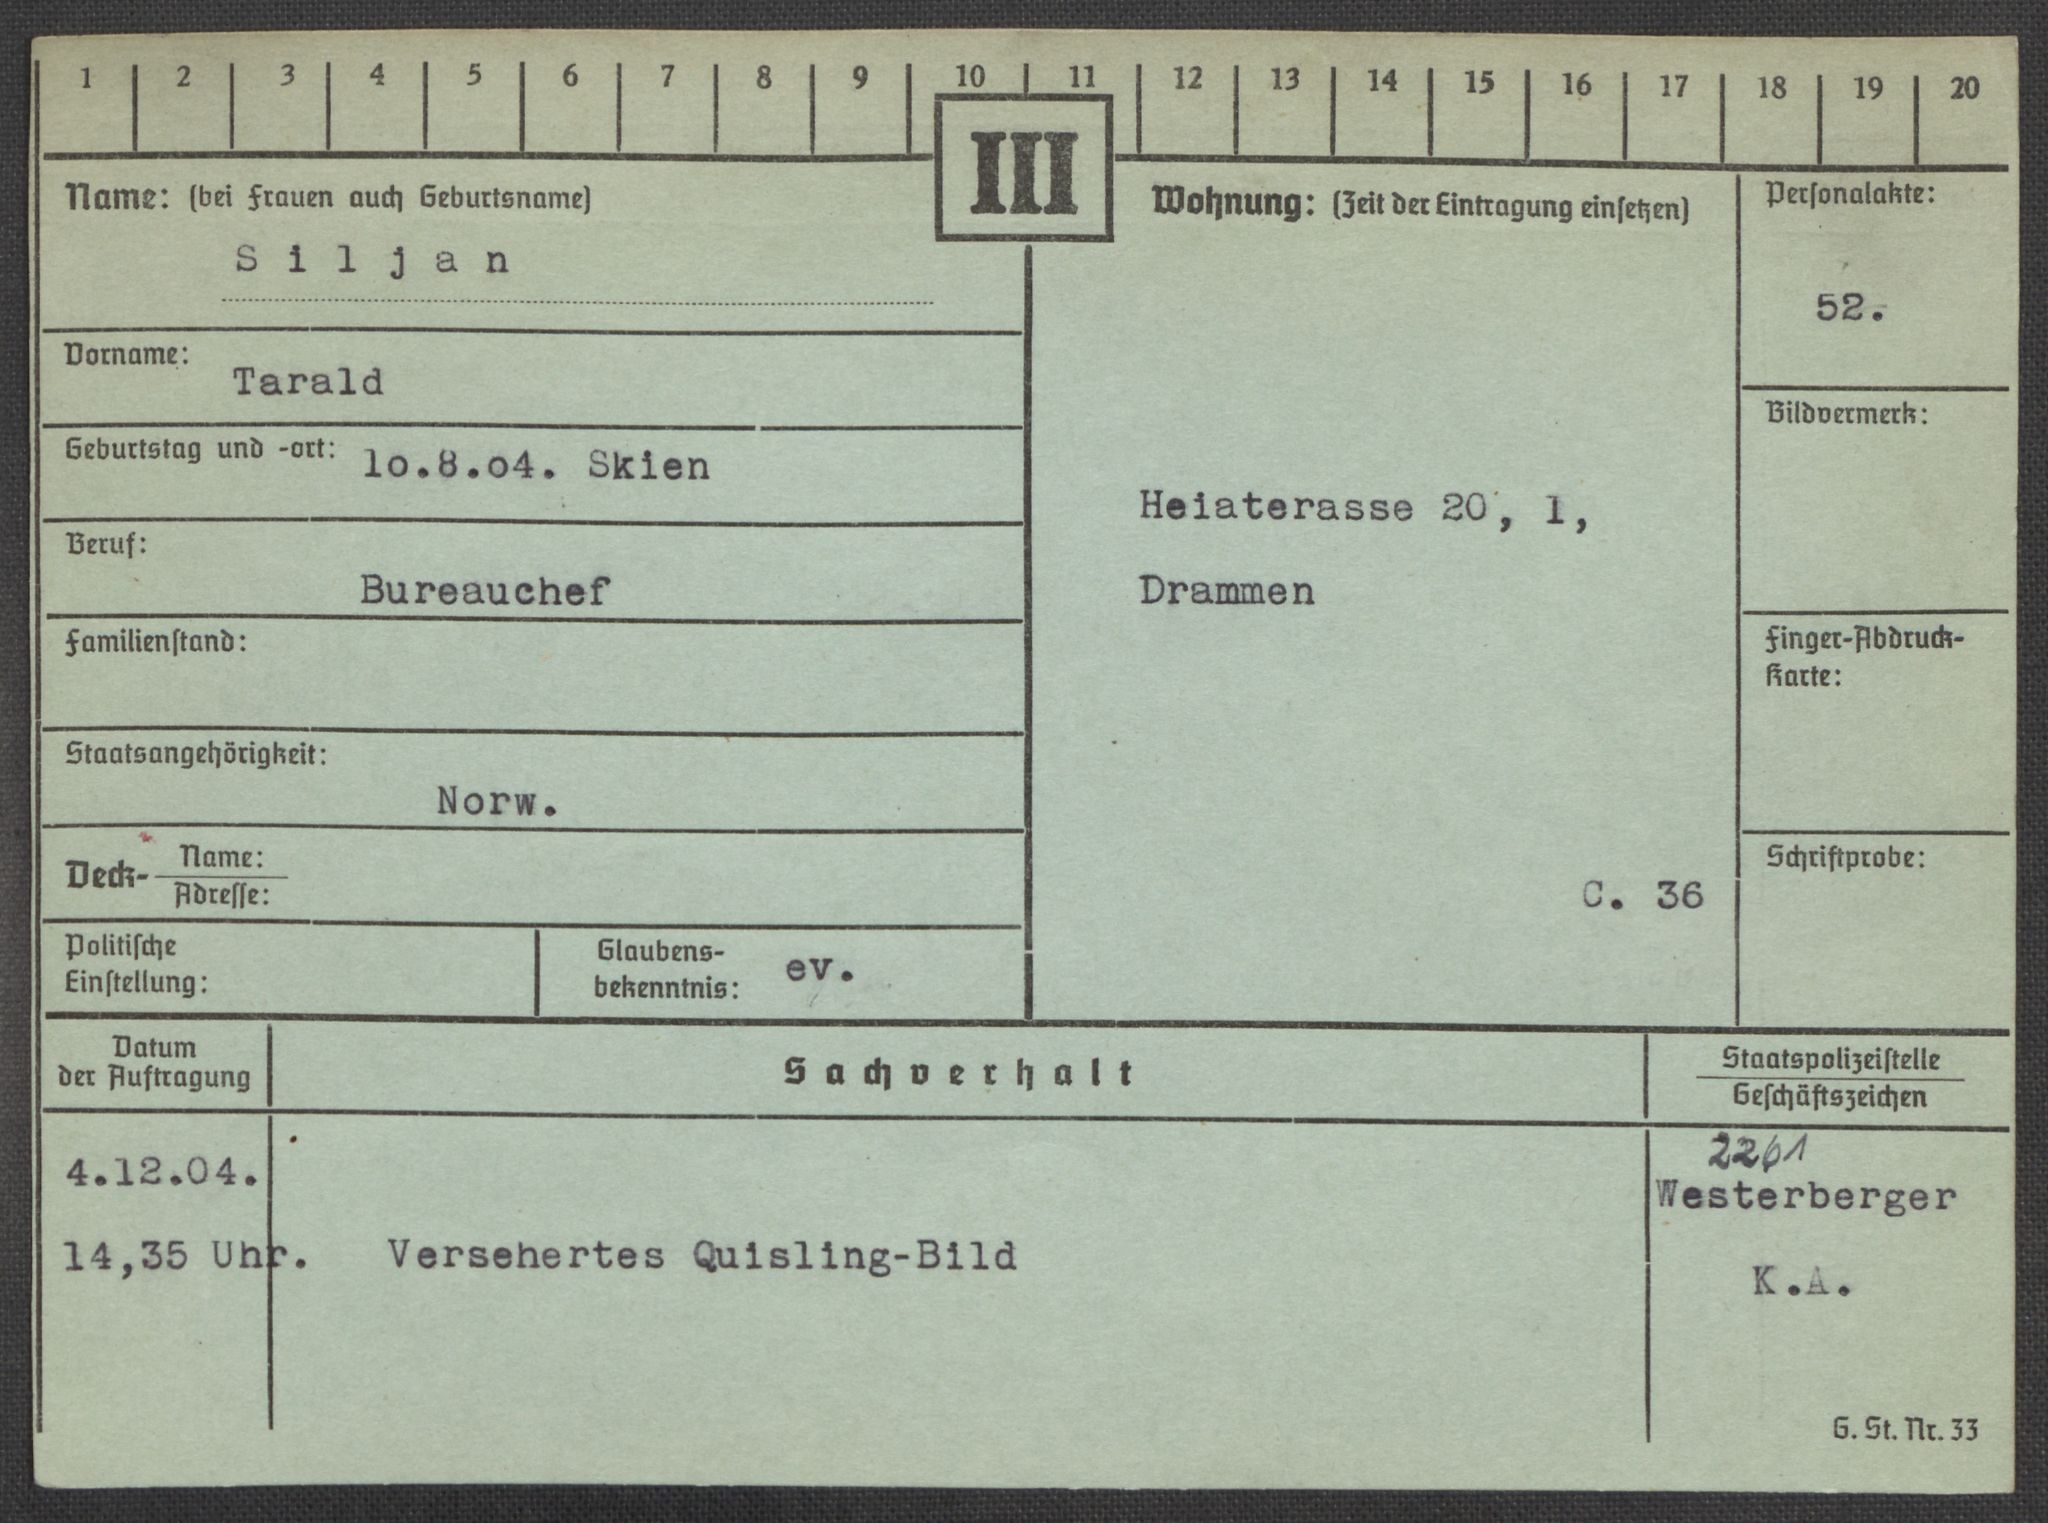 1 2 3 4 5 6 7 8 9 10 11 12 13 14 15 16 17 18 19 20
III
Name: (bei Frauen auch Geburtsname)
S i l j a n
Vorname:
Tarald
Geburtstag und -ort: 1o.8.o4. Skien
Beruf:
Bureauchef
Familienstand:
Staatsangehörigkeit:
Norw.
Deck- Name:
Adresse:
Politische
Einstellung:
Glaubens-
bekenntnis: ev.
Wohnung: (Zeit der Eintragung einsetzen)
Heiaterasse 20, 1,
Drammen
C. 36
Personalakte:
52.
Bildvermerk:
Finger-Abdruck-
Karte:
Schriftprobe:
Datum
der Auftragung
Sachverhalt
Staatspolizeistelle
Geschäftszeichen
4.12.04.
14,35 Uhr. Versehertes Quisling-Bild
2261
Westerberger
K.A.
G. St. Nr. 33